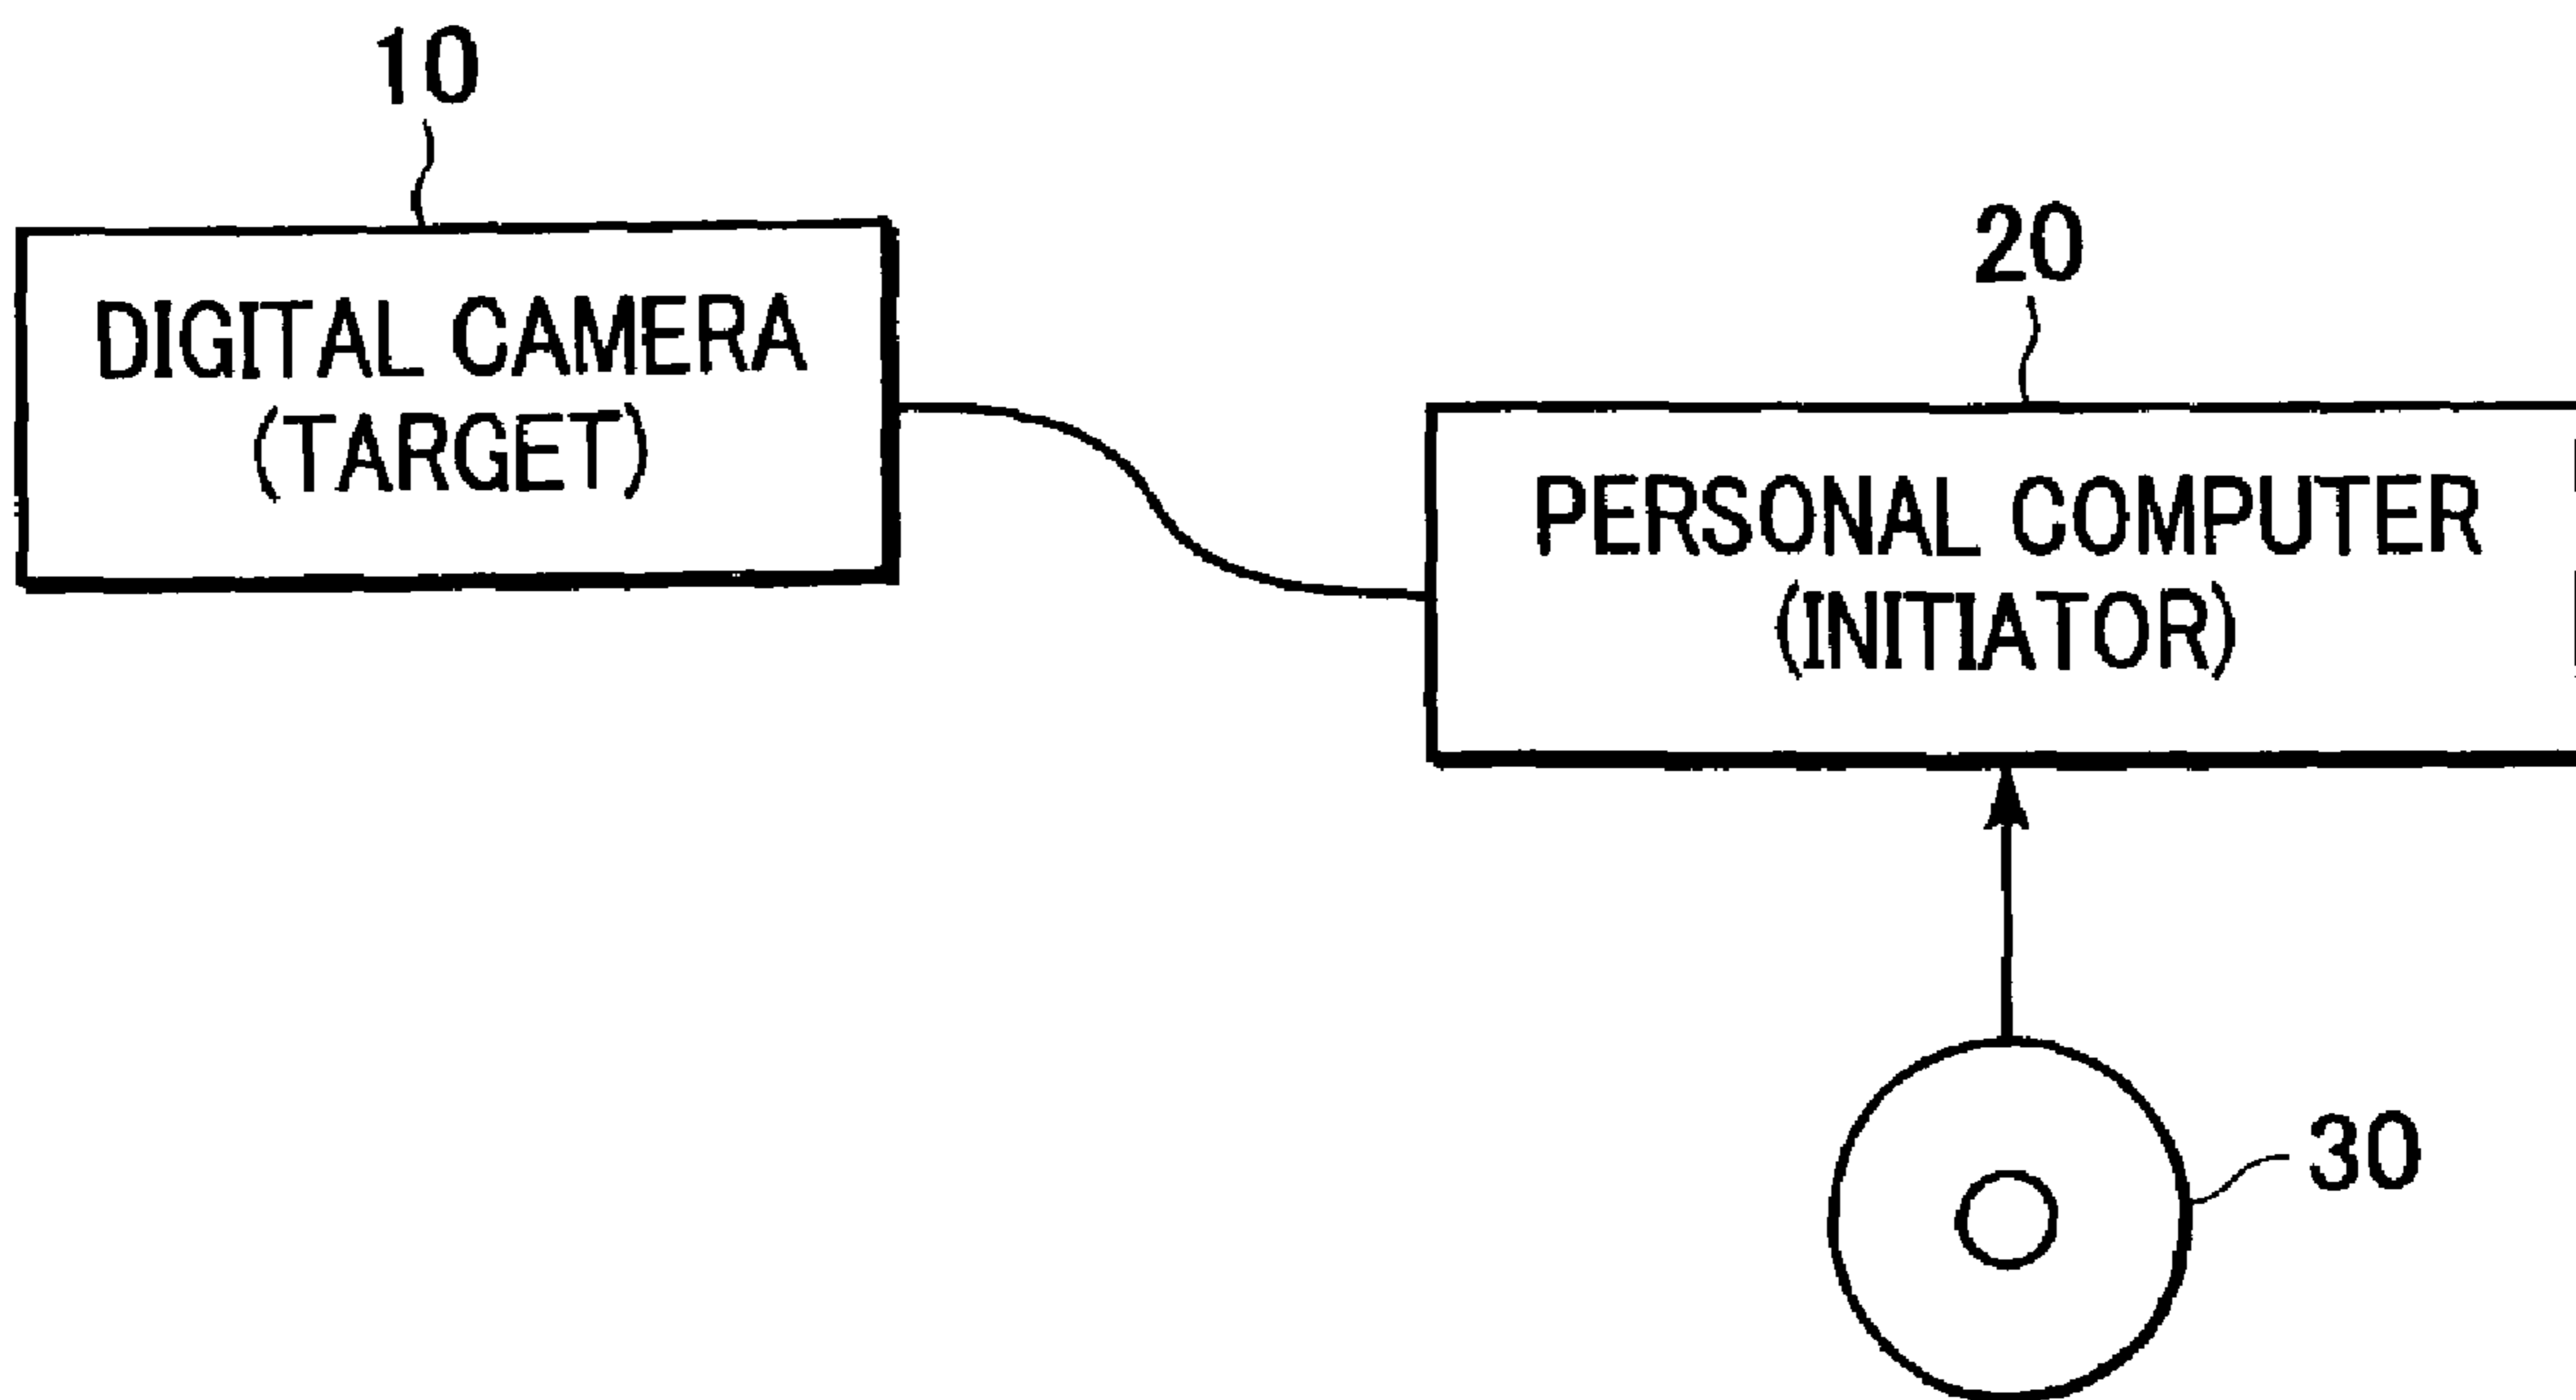 10
DIGITAL CAMERA
(TARGET)
20
PERSONAL COMPUTER
(INITIATOR)
30